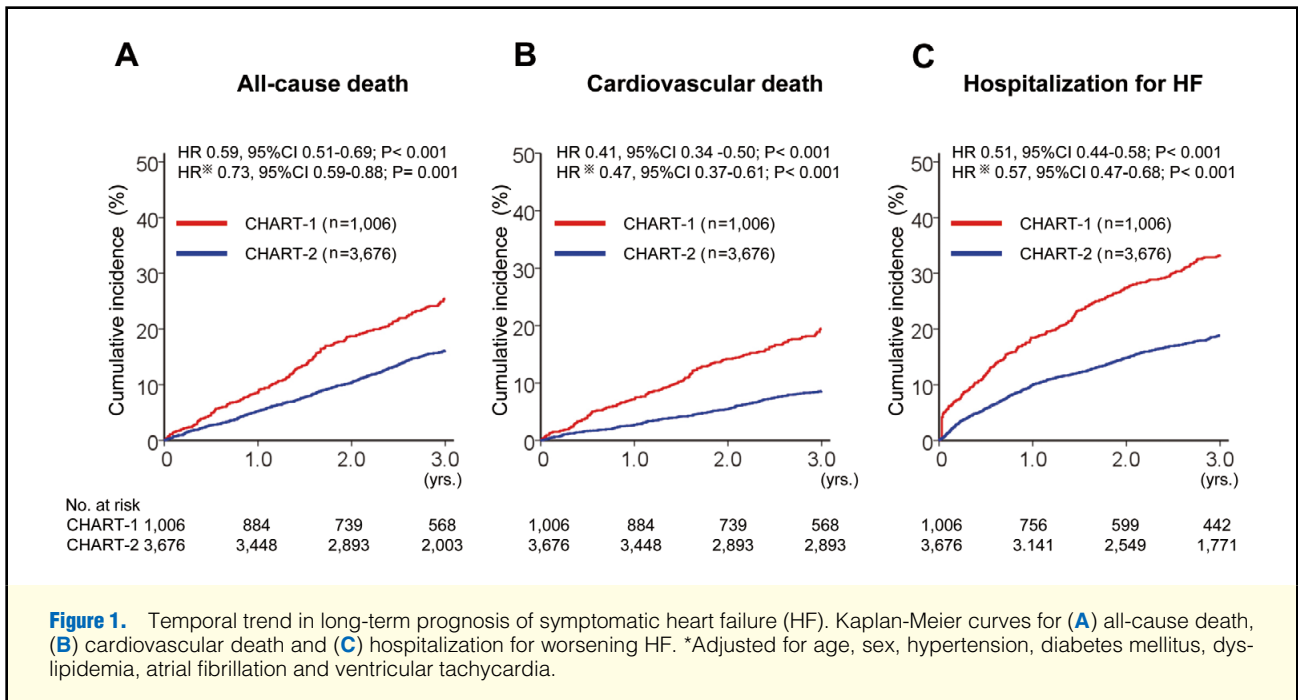 A
All-cause death
HR 0.59, 95%CI 0.51-0.69; P< 0.001
HR※ 0.73, 95%CI 0.59-0.88; P= 0.001
CHART-1 (n=1,006)
CHART-2 (n=3,676)
Cumulative incidence (%)
50
40
30
20
10
0
0 1.0 2.0 3.0
(yrs.)
B
Cardiovascular death
HR 0.41, 95%CI 0.34 -0.50; P< 0.001
HR ※ 0.47, 95%CI 0.37-0.61; P< 0.001
CHART-1 (n=1,006)
CHART-2 (n=3,676)
Cumulative incidence (%)
50
40
30
20
10
0
0 1.0 2.0 3.0
(yrs.)
C
Hospitalization for HF
HR 0.51, 95%CI 0.44-0.58; P< 0.001
HR ※ 0.57, 95%CI 0.47-0.68; P< 0.001
CHART-1 (n=1,006)
CHART-2 (n=3,676)
Cumulative incidence (%)
50
40
30
20
10
0
0 1.0 2.0 3.0
(yrs.)
No. at risk
CHART-1 1,006 884 739 568 1,006 884 739 568 1,006 756 599 442
CHART-2 3,676 3,448 2,893 2,003 3,676 3,448 2,893 2,893 3,676 3.141 2,549 1,771
Figure 1. Temporal trend in long-term prognosis of symptomatic heart failure (HF). Kaplan-Meier curves for (A) all-cause death,
(B) cardiovascular death and (C) hospitalization for worsening HF. *Adjusted for age, sex, hypertension, diabetes mellitus, dys-
lipidemia, atrial fibrillation and ventricular tachycardia.